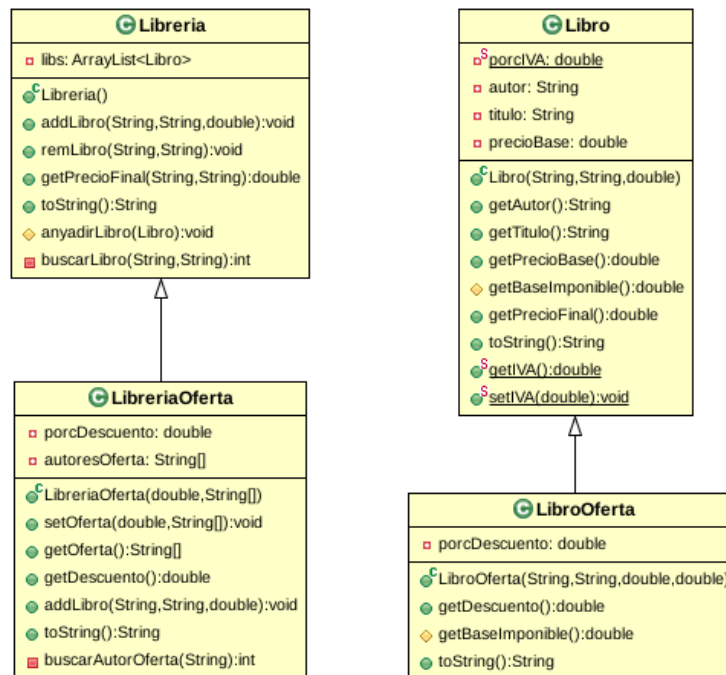 C Libreria
libs: ArrayList<Libro>
C Libreria()
addLibro(String,String,double):void
remLibro(String,String):void
getPrecioFinal(String,String):double
toString():String
anyadirLibro(Libro):void
buscarLibro(String,String):int
C LibreriaOferta
porcDescuento: double
autoresOferta: String[]
C LibreriaOferta(double,String[])
setOferta(double,String[]):void
getOferta():String[]
getDescuento():double
addLibro(String,String,double):void
toString():String
buscarAutorOferta(String):int
C Libro
S porcIVA: double
autor: String
titulo: String
precioBase: double
C Libro(String,String,double)
getAutor():String
getTitulo():String
getPrecioBase():double
getBaseImponible():double
getPrecioFinal():double
toString():String
S getIVA():double
S setIVA(double):void
C LibroOferta
porcDescuento: double
C LibroOferta(String,String,double,double)
getDescuento():double
getBaseImponible():double
toString():String